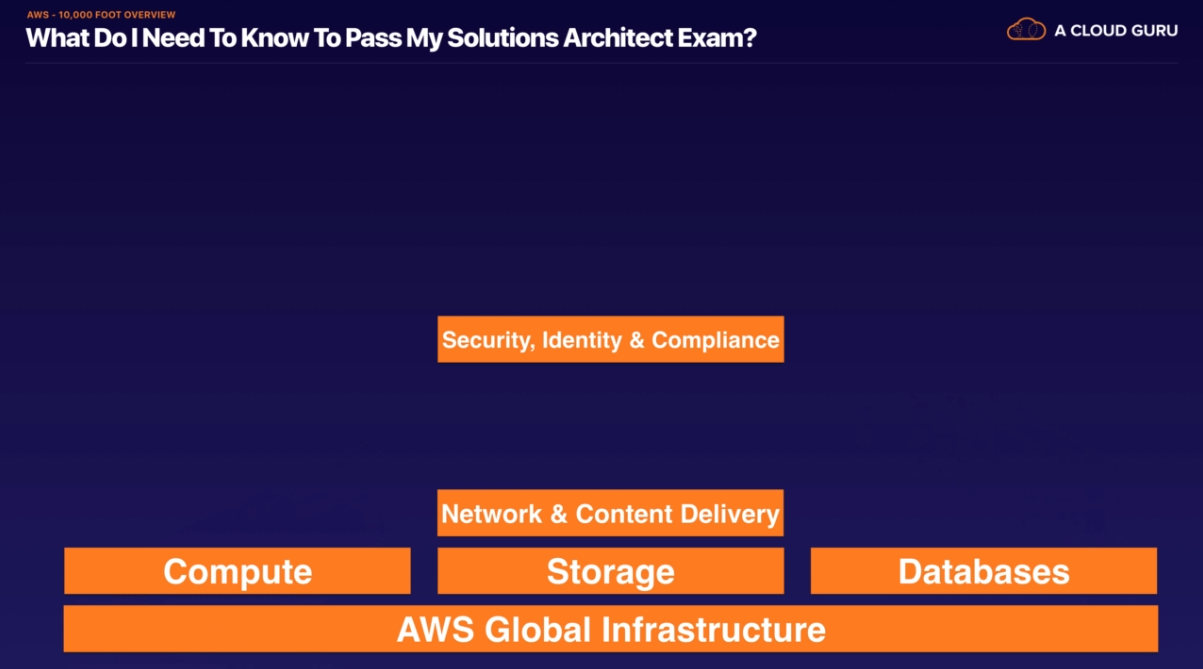 AWS - 10,000 FOOT OVERVIEW
What Do I Need To Know To Pass My Solutions Architect Exam?
A CLOUD GURU
Security, Identity & Compliance
Network & Content Delivery
Compute
Storage
Databases
AWS Global Infrastructure